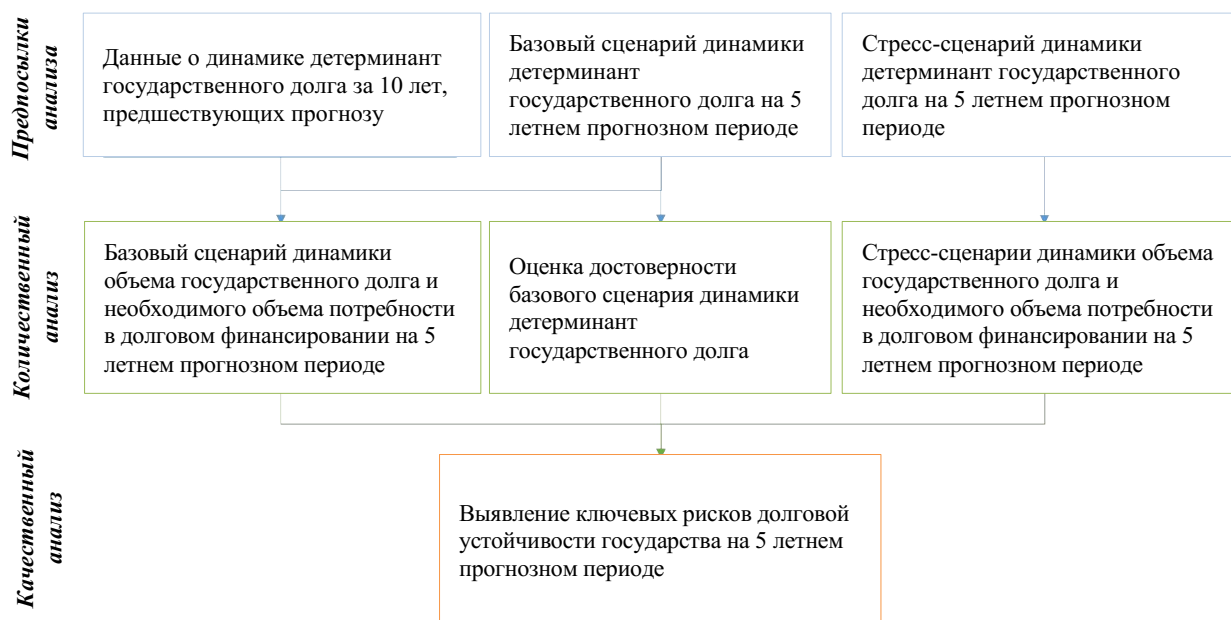 Предпосылки
анализа
Данные о динамике детерминант
государственного долга за 10 лет,
предшествующих прогнозу
Базовый сценарий динамики
детерминант
государственного долга на 5
летнем прогнозном периоде
Стресс-сценарий динамики
детерминант государственного
долга на 5 летнем прогнозном
периоде
Количественный
анализ
Базовый сценарий динамики
объема государственного долга и
необходимого объема потребности
в долговом финансировании на 5
летнем прогнозном периоде
Оценка достоверности
базового сценария динамики
детерминант
государственного долга
Стресс-сценарии динамики объема
государственного долга и
необходимого объема потребности
в долговом финансировании на 5
летнем прогнозном периоде
Качественный
анализ
Выявление ключевых рисков долговой
устойчивости государства на 5 летнем
прогнозном периоде